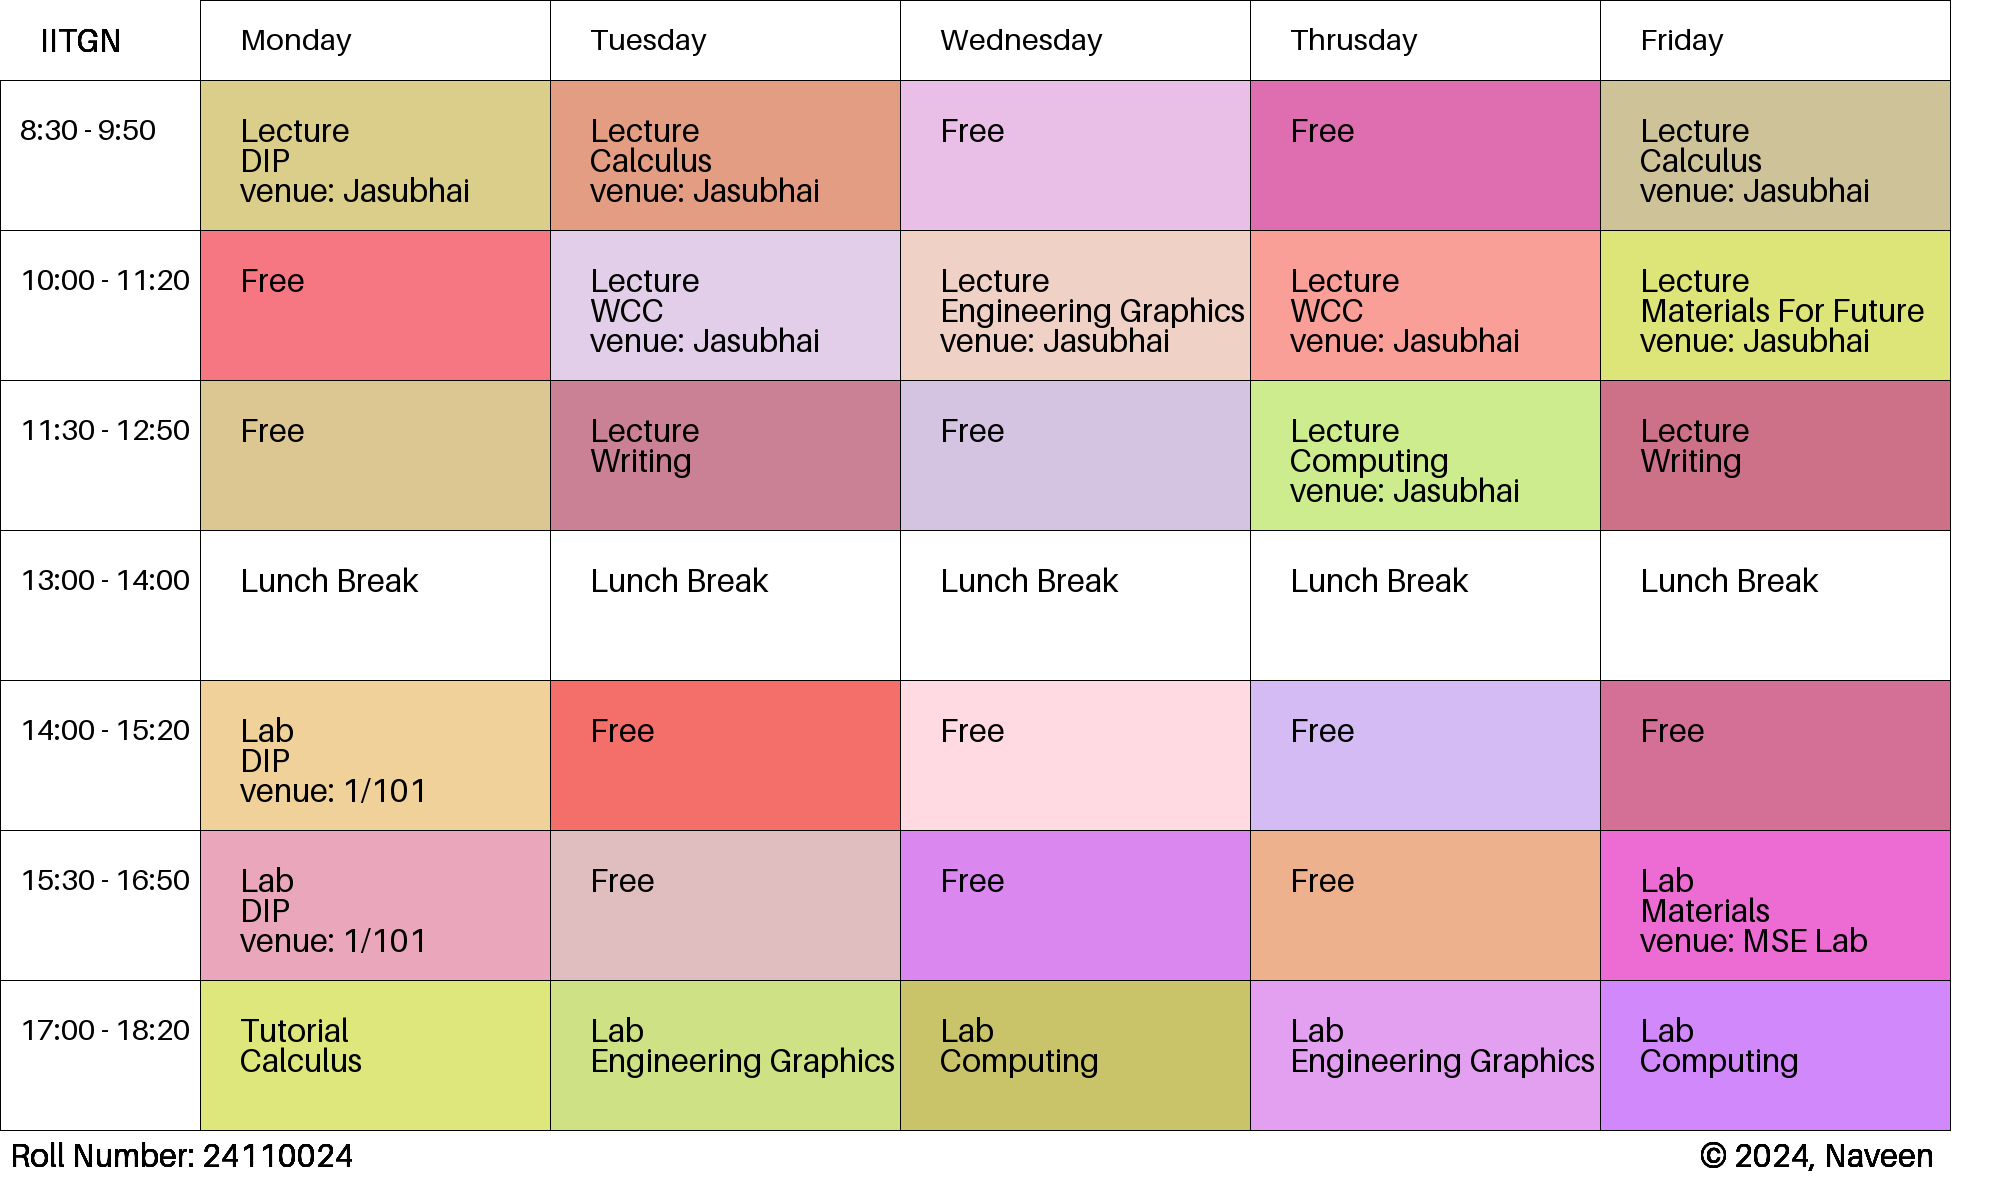 IITGN
Monday
Tuesday
Wednesday
Thrusday
Friday
8:30 - 9:50
Lecture
DIP
venue: Jasubhai
Lecture
Calculus
venue: Jasubhai
Free
Free
Lecture
Calculus
venue: Jasubhai
10:00 - 11:20
Free
Lecture
WCC
venue: Jasubhai
Lecture
Engineering Graphics
venue: Jasubhai
Lecture
WCC
venue: Jasubhai
Lecture
Materials For Future
venue: Jasubhai
11:30 - 12:50
Free
Lecture
Writing
Free
Lecture
Computing
venue: Jasubhai
Lecture
Writing
13:00 - 14:00
Lunch Break
Lunch Break
Lunch Break
Lunch Break
Lunch Break
14:00 - 15:20
Lab
DIP
venue: 1/101
Free
Free
Free
Free
15:30 - 16:50
Lab
DIP
venue: 1/101
Free
Free
Free
Lab
Materials
venue: MSE Lab
17:00 - 18:20
Tutorial
Calculus
Lab
Engineering Graphics
Lab
Computing
Lab
Engineering Graphics
Lab
Computing
Roll Number: 24110024
© 2024, Naveen